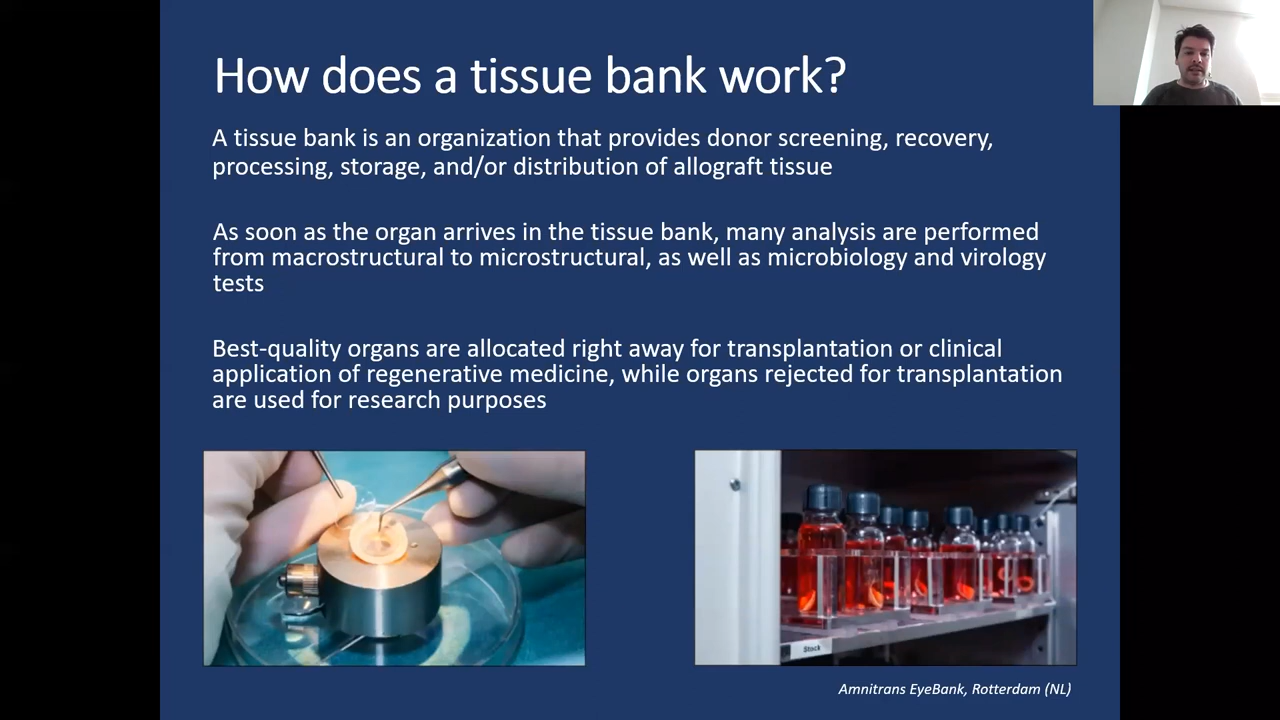 How does a tissue bank work?
A tissue bank is an organization that provides donor screening, recovery,
processing, storage, and/or distribution of allograft tissue
As soon as the organ arrives in the tissue bank, many analysis are performed
from macrostructural to microstructural, as well as microbiology and virology
tests
Best-quality organs are allocated right away for transplantation or clinical
application of regenerative medicine, while organs rejected for transplantation
are used for research purposes
Stock
Amnitrans EyeBank, Rotterdam (NL)